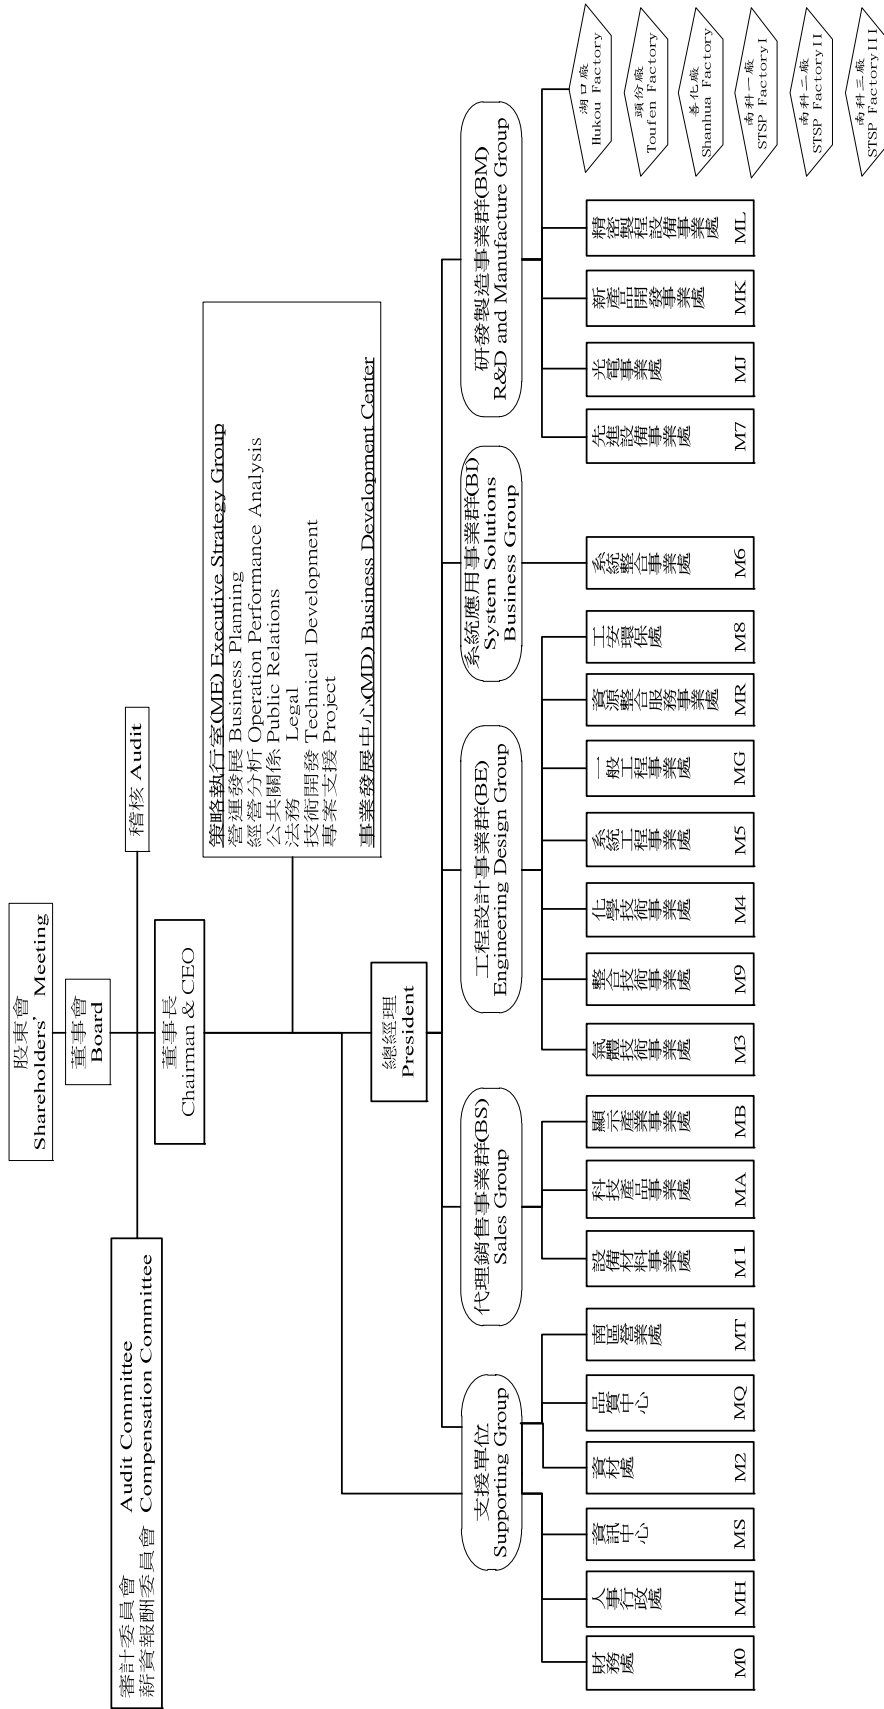 股東會
Shareholders' Meeting
董事會
Board
稽核 Audit
審計委員會 Audit Committee
薪資報酬委員會 Compensation Committee
董事長
Chairman & CEO
策略執行室(ME) Executive Strategy Group
營運發展 Business Planning
經營分析 Operation Performance Analysis
公共關係 Public Relations
法務 Legal
技術開發 Technical Development
專案支援 Project
事業發展中心(MD) Business Development Center
總經理
President
支援單位
Supporting Group
代理銷售事業群(BS)
Sales Group
工程設計事業群(BE)
Engineering Design Group
系統應用事業群(BI)
System Solutions
Business Group
研發製造事業群(BM)
R&D and Manufacture Group
財務處
M0
人事行政處
MH
資訊中心
MS
資材處
M2
品質中心
MQ
南區營業處
MT
設備材料事業處
M1
科技產品事業處
MA
顯示產業事業處
MB
氣體技術事業處
M3
整合技術事業處
M9
化學技術事業處
M4
系統工程事業處
M5
一般工程事業處
MG
資源整合服務事業處
MR
工安環保處
M8
系統整合事業處
M6
先進設備事業處
M7
光電事業處
MJ
新產品開發事業處
MK
精密製程設備事業處
ML
湖口廠
Hukou Factory
頭份廠
Toufen Factory
善化廠
Shanhua Factory
南科一廠
STSP FactoryI
南科二廠
STSP FactoryII
南科三廠
STSP FactoryIII